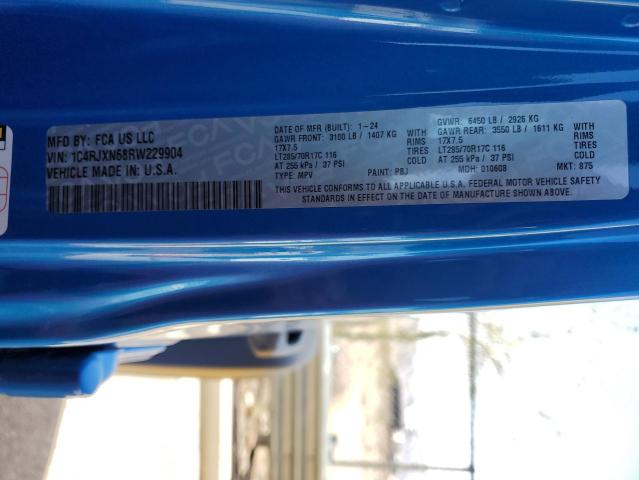 MFD BY: FCA US LLC
VIN: 1C4RJXN68RW229904
VEHICLE MADE IN: U.S.A.
DATE OF MFR (BUILT): 1-24
GVWR: 6450 LB / 2926 KG
GAWR FRONT: 3100 LB / 1407 KG
GAWR REAR: 3550 LB / 1611 KG
17X7.5 RIMS 17X7.5 RIMS
LT285/70R17C 116 TIRES LT285/70R17C 116 TIRES
AT 255 kPa / 37 PSI COLD AT 255 kPa / 37 PSI COLD
TYPE: MPV PAINT: PBJ MDH: 010608 MKT: 875
THIS VEHICLE CONFORMS TO ALL APPLICABLE U.S.A. FEDERAL MOTOR VEHICLE SAFETY
STANDARDS IN EFFECT ON THE DATE OF MANUFACTURE SHOWN ABOVE.